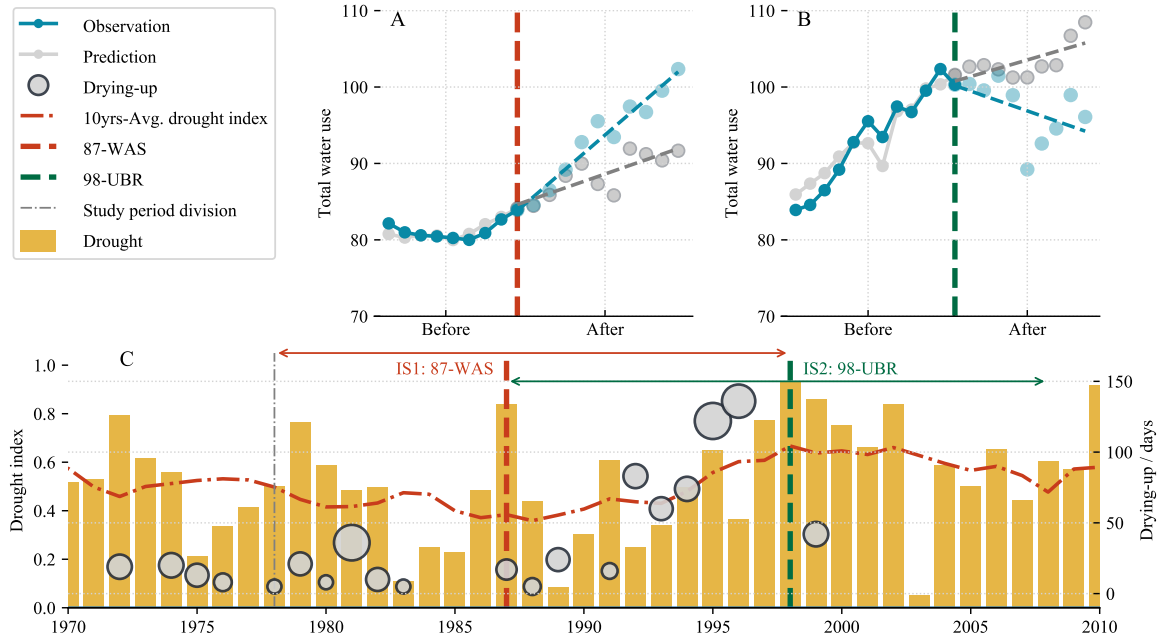 Observation
Prediction
Drying-up
10yrs-Avg. drought index
87-WAS
98-UBR
Study period division
Drought
A
Total water use
110
100
90
80
70
Before
After
B
Total water use
110
100
90
80
70
Before
After
C
IS1: 87-WAS
IS2: 98-UBR
Drought index
1.0
0.8
0.6
0.4
0.2
0.0
150
100
50
0
Drying-up / days
1970
1975
1980
1985
1990
1995
2000
2005
2010